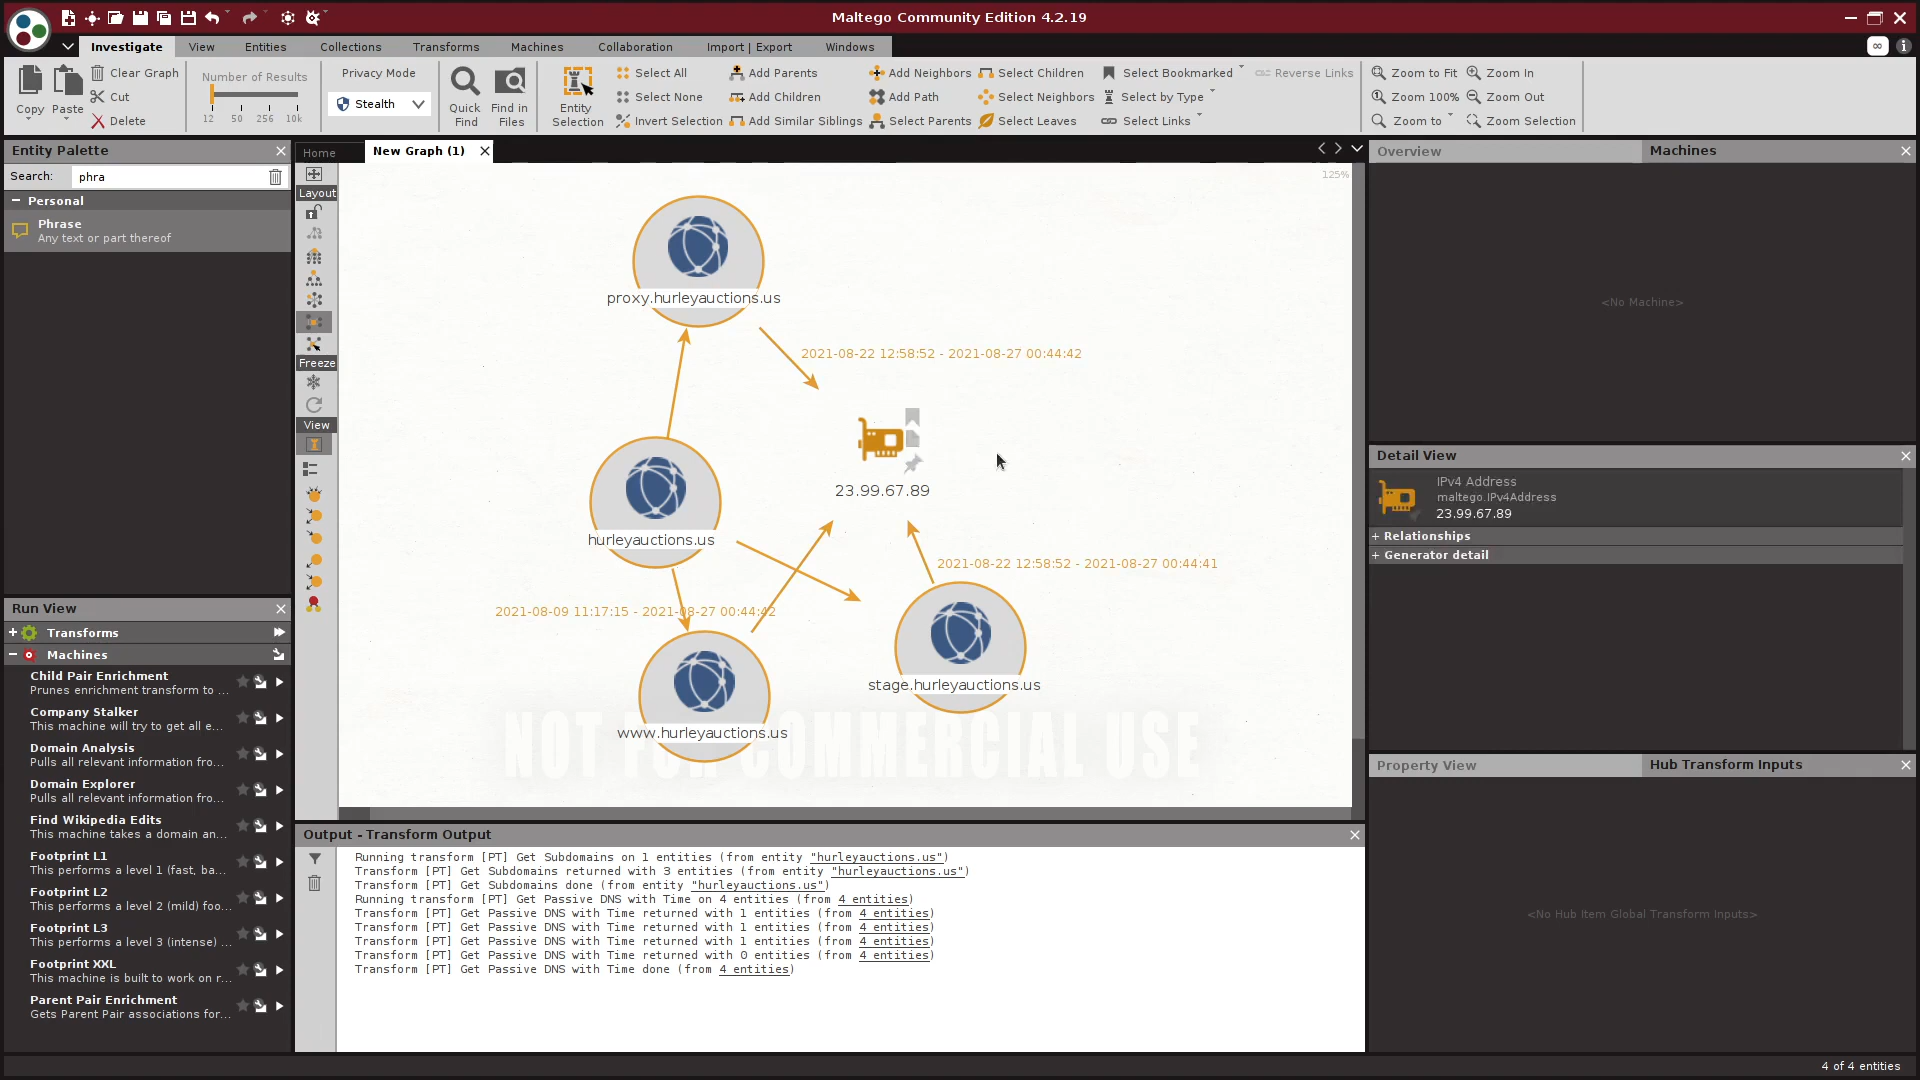 Maltego Community Edition 4.2.19
Investigate View Entities Collections Transforms Machines Collaboration Import | Export Windows
Copy Paste Clear Graph Cut Delete
Number of Results
12 50 256 10k
Privacy Mode
Stealth
Quick Find
Find in Files
Entity Selection
Select All Add Parents Add Neighbors Select Children Select Bookmarked Reverse Links Zoom to Fit Zoom In
Select None Add Children Add Path Select Neighbors Select by Type Zoom 100% Zoom Out
Invert Selection Add Similar Siblings Select Parents Select Leaves Select Links Zoom to Zoom Selection
Entity Palette
Search: phra
Personal
Phrase
Any text or part thereof
Home New Graph (1)
Layout
Freeze
View
125%
proxy.hurleyauctions.us
2021-08-22 12:58:52 - 2021-08-27 00:44:42
23.99.67.89
hurleyauctions.us
2021-08-22 12:58:52 - 2021-08-27 00:44:41
2021-08-09 11:17:15 - 2021-08-27 00:44:42
stage.hurleyauctions.us
www.hurleyauctions.us
NOT FOR COMMERCIAL USE
Run View
Transforms
Machines
Child Pair Enrichment
Prunes enrichment transform to ...
Company Stalker
This machine will try to get all e...
Domain Analysis
Pulls all relevant information fro...
Domain Explorer
Pulls all relevant information fro...
Find Wikipedia Edits
This machine takes a domain an...
Footprint L1
This performs a level 1 (fast, ba...
Footprint L2
This performs a level 2 (mild) foo...
Footprint L3
This performs a level 3 (intense) ...
Footprint XXL
This machine is built to work on r...
Parent Pair Enrichment
Gets Parent Pair associations for...
Output - Transform Output
Running transform [PT] Get Subdomains on 1 entities (from entity "hurleyauctions.us")
Transform [PT] Get Subdomains returned with 3 entities (from entity "hurleyauctions.us")
Transform [PT] Get Subdomains done (from entity "hurleyauctions.us")
Running transform [PT] Get Passive DNS with Time on 4 entities (from 4 entities)
Transform [PT] Get Passive DNS with Time returned with 1 entities (from 4 entities)
Transform [PT] Get Passive DNS with Time returned with 1 entities (from 4 entities)
Transform [PT] Get Passive DNS with Time returned with 1 entities (from 4 entities)
Transform [PT] Get Passive DNS with Time returned with 0 entities (from 4 entities)
Transform [PT] Get Passive DNS with Time done (from 4 entities)
Overview Machines
<No Machine>
Detail View
IPv4 Address
maltego.IPv4Address
23.99.67.89
+ Relationships
+ Generator detail
Property View Hub Transform Inputs
<No Hub Item Global Transform Inputs>
4 of 4 entities